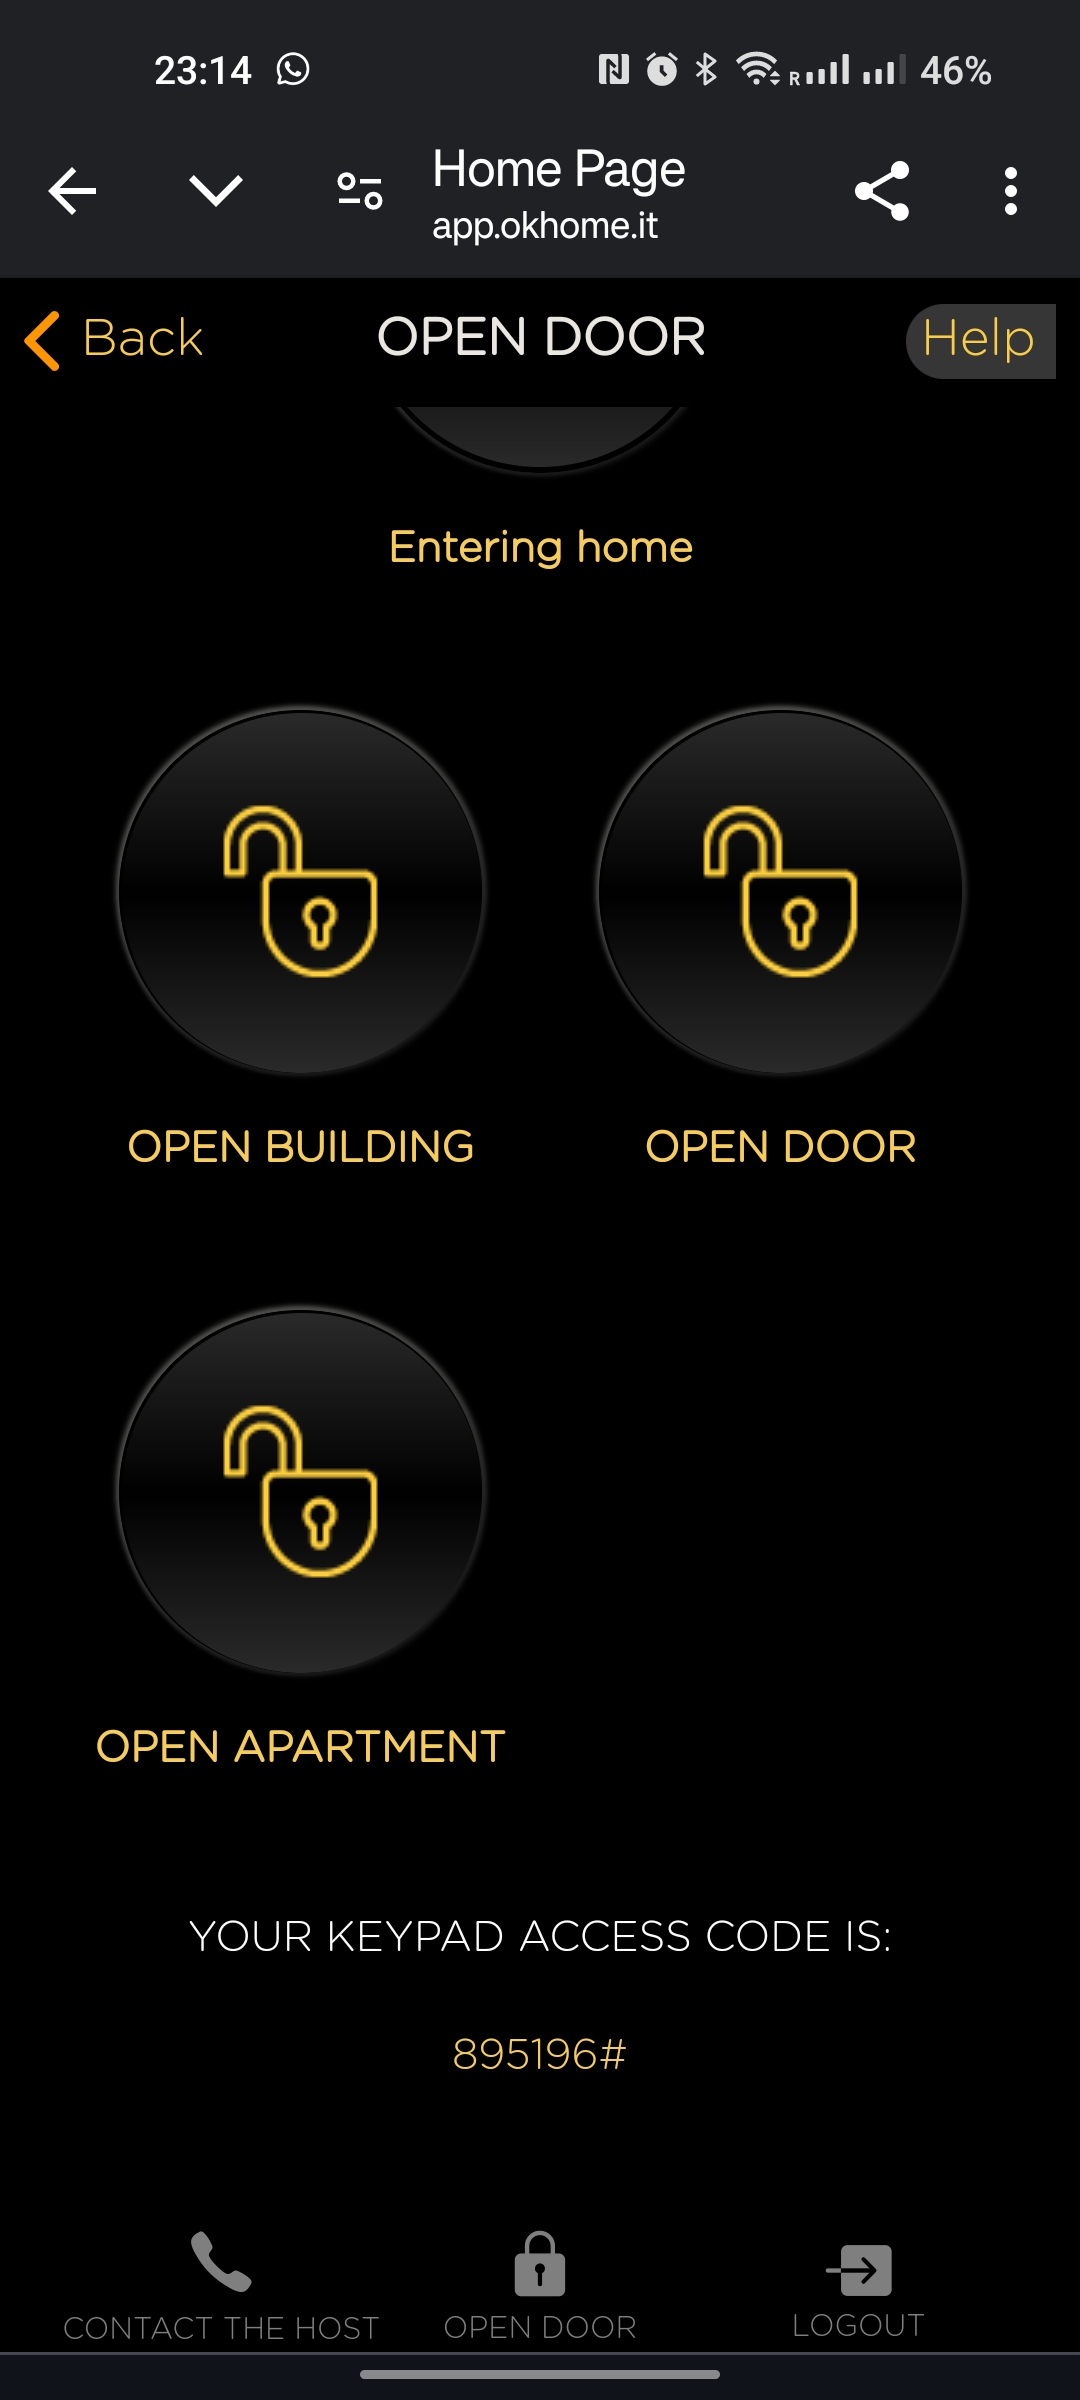 23:14
R
46%
Home Page
app.okhome.it
Back
OPEN DOOR
Help
Entering home
OPEN BUILDING
OPEN DOOR
OPEN APARTMENT
YOUR KEYPAD ACCESS CODE IS:
895196#
CONTACT THE HOST
OPEN DOOR
LOGOUT